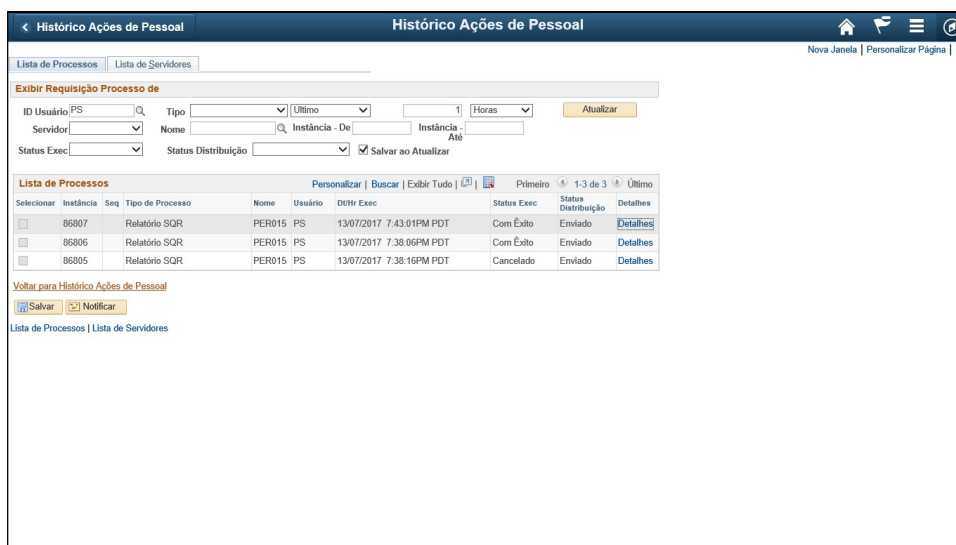 Histórico Ações de Pessoal
Histórico Ações de Pessoal
Nova Janela | Personalizar Página |
Lista de Processos
Lista de Servidores
Exibir Requisição Processo de
ID Usuário PS Tipo Ultimo 1 Horas Atualizar
Servidor Nome Instância - De Instância - Até
Status Exec Status Distribuição Salvar ao Atualizar
Lista de Processos Personalizar | Buscar | Exibir Tudo | | Primeiro 1-3 de 3 Último
Selecionar Instância Seq Tipo de Processo Nome Usuário Dt/Hr Exec Status Exec Status Distribuição Detalhes
86807 Relatório SQR PER015 PS 13/07/2017 7:43:01PM PDT Com Êxito Enviado Detalhes
86806 Relatório SQR PER015 PS 13/07/2017 7:38:06PM PDT Com Êxito Enviado Detalhes
86805 Relatório SQR PER015 PS 13/07/2017 7:38:16PM PDT Cancelado Enviado Detalhes
Voltar para Histórico Ações de Pessoal
Salvar Notificar
Lista de Processos | Lista de Servidores